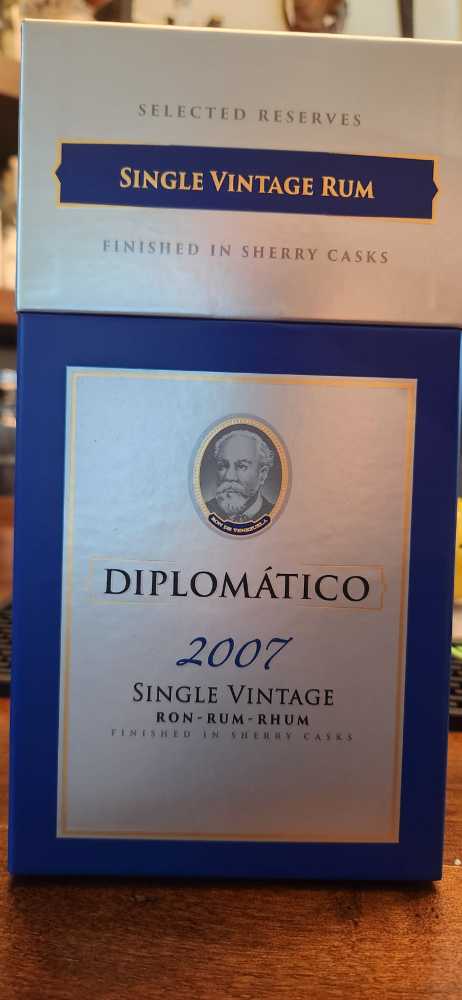 SELECTED RESERVES
SINGLE VINTAGE RUM
FINISHED IN SHERRY CASKS
RON DE VENEZUELA
DIPLOMÁTICO
2007
SINGLE VINTAGE
RON-RUM-RHUM
FINISHED IN SHERRY CASKS